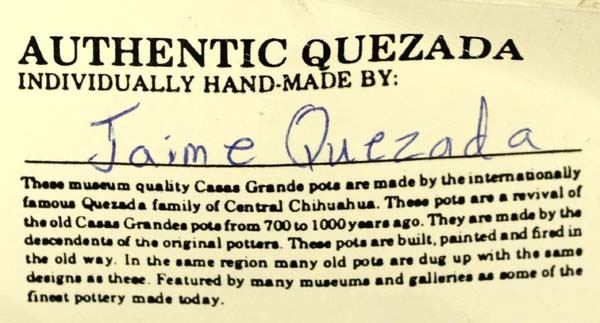 AUTHENTIC QUEZADA
INDIVIDUALLY HAND-MADE BY:
Jaime Quezada
These museum quality Casas Grande pots are made by the internationally
famous Quezada family of Central Chihuahua. These pots are a revival of
the old Casas Grandes pots from 700 to 1000 years ago. They are made by the
descendents of the original potters. These pots are built, painted and fired in
the old way. In the same region many old pots are dug up with the same
designs as these. Featured by many museums and galleries as some of the
finest pottery made today.